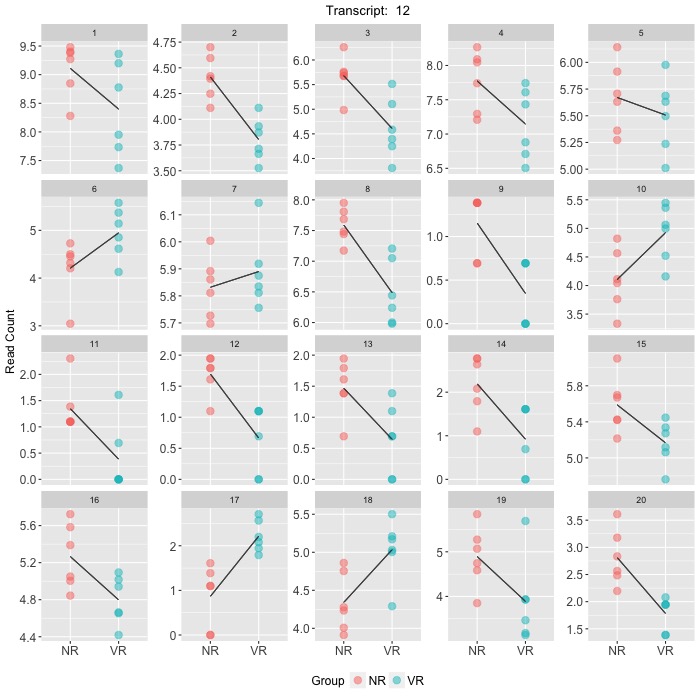 Transcript:  12
1 2 3 4 5
9.5 9.0 8.5 8.0 7.5
4.75 4.50 4.25 4.00 3.75 3.50
6.0 5.5 5.0 4.5 4.0
8.0 7.5 7.0 6.5
6.00 5.75 5.50 5.25 5.00
6 7 8 9 10
5 4 3
6.1 6.0 5.9 5.8 5.7
8.0 7.5 7.0 6.5 6.0
1.0 0.5 0.0
5.5 5.0 4.5 4.0 3.5
Read Count
11 12 13 14 15
2.0 1.5 1.0 0.5 0.0
2.0 1.5 1.0 0.5 0.0
2.0 1.5 1.0 0.5 0.0
2 1 0
5.8 5.4 5.0
16 17 18 19 20
5.6 5.2 4.8 4.4
2 1 0
5.5 5.0 4.5 4.0
5 4
3.5 3.0 2.5 2.0 1.5
NR VR NR VR NR VR NR VR NR VR
Group NR VR